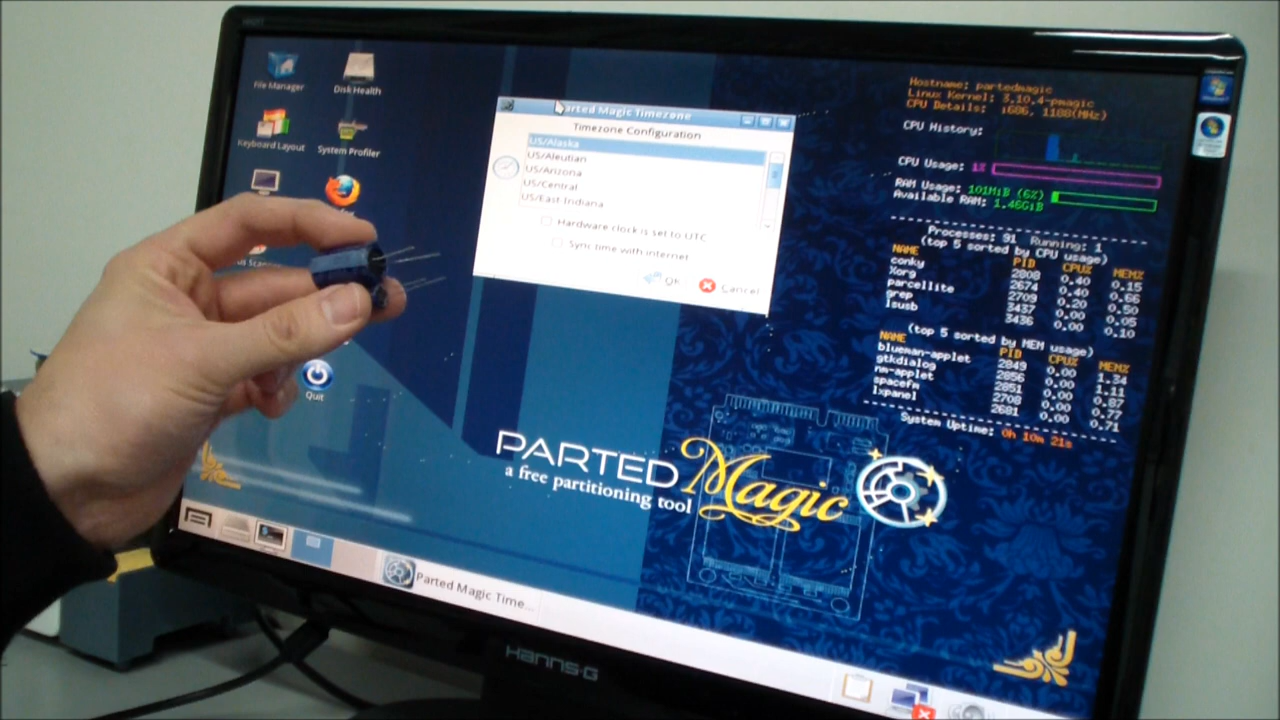 File Manager
Disk Health
Keyboard Layout
System Profiler
Quit
Parted Magic Timezone
Timezone Configuration
US/Alaska
US/Aleutian
US/Arizona
US/Central
US/East-Indiana
Hardware clock is set to UTC
Sync time with internet
OK
Cancel
Hostname: partedmagic
Linux Kernel: 3.10.4-pmagic
CPU Details: i686, 1188(MHz)
CPU History:
CPU Usage: 1%
RAM Usage: 101MiB (6%)
Available RAM: 1.46GiB
Processes: 91 Running: 1
(top 5 sorted by CPU usage)
NAME PID CPU% MEM%
conky 2808 0.40 0.15
Xorg 2674 0.40 0.66
parcellite 2709 0.20 0.50
grep 3437 0.00 0.05
lsusb 3436 0.00 0.10
(top 5 sorted by MEM usage)
NAME PID CPU% MEM%
blueman-applet 2849 0.00 1.34
gtkdialog 2856 0.00 1.11
nm-applet 2851 0.00 0.87
spacefm 2708 0.00 0.77
lxpanel 2681 0.00 0.71
System Uptime: 0h 10m 21s
PARTED Magic
a free partitioning tool
Parted Magic Time...
HANNS·G